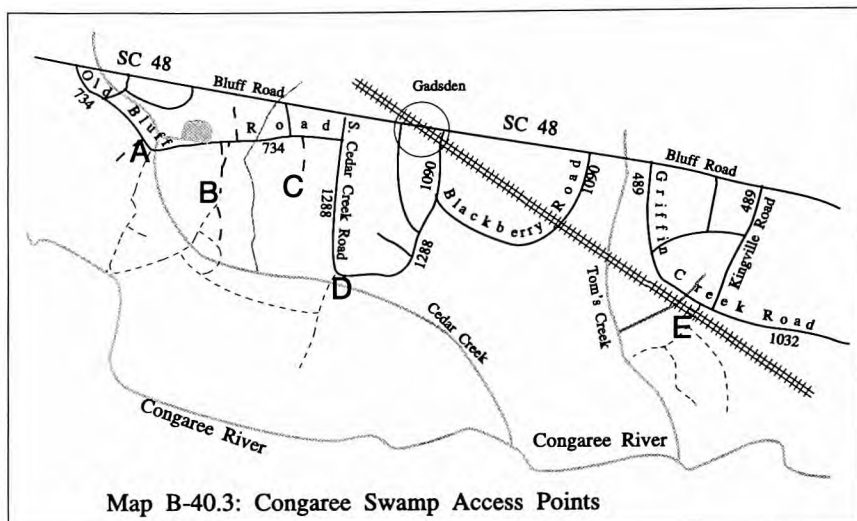 SC 48
Bluff Road
Gadsden
SC 48
Bluff Road
Old Bluff Road
734
734
A
B
C
D
E
S. Cedar Creek Road
1288
1090
1288
Blackberry Road
1090
489
Griffin Creek Road
489
Kingville Road
1032
Tom's Creek
Cedar Creek
Congaree River
Congaree River
Map B-40.3: Congaree Swamp Access Points